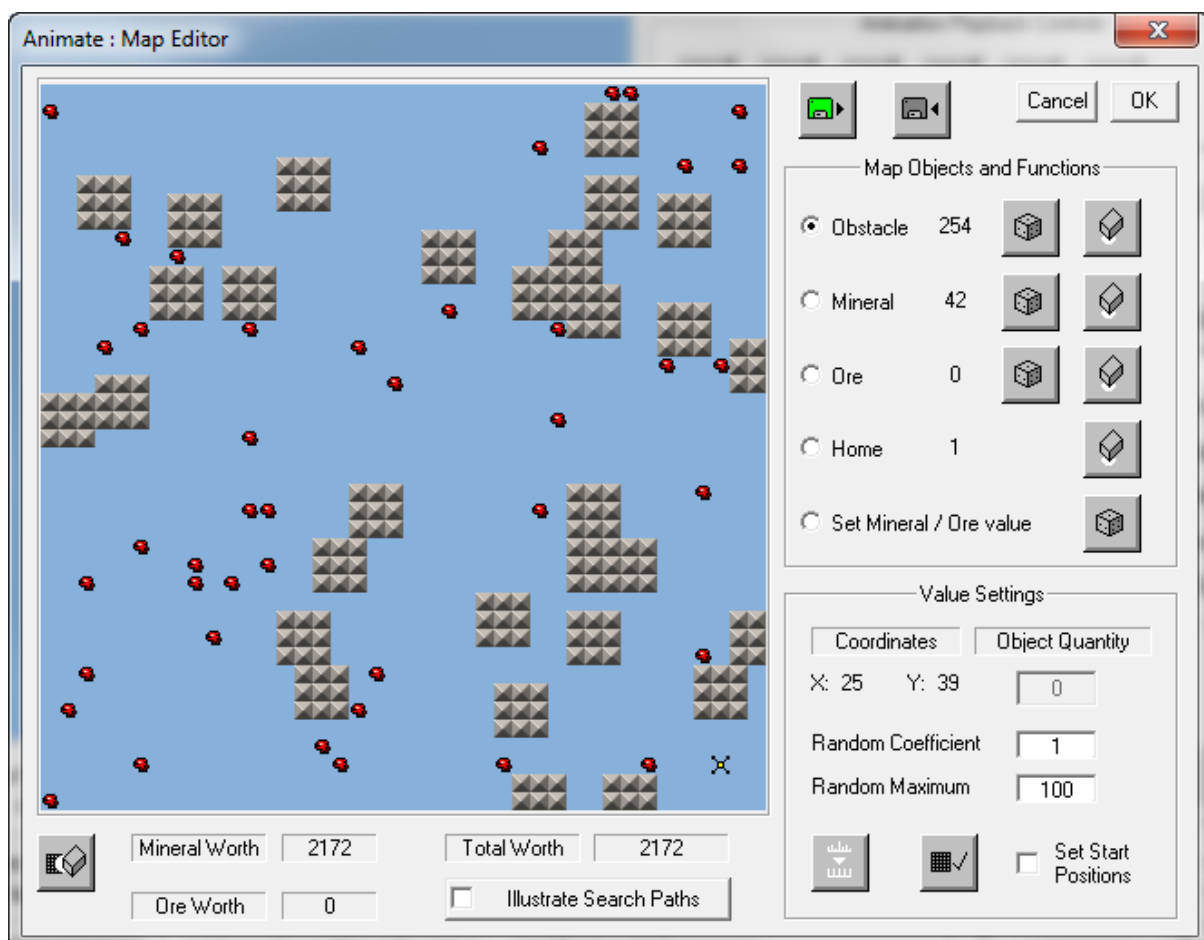 Animate : Map Editor
Cancel
OK
Map Objects and Functions
Obstacle 254
Mineral 42
Ore 0
Home 1
Set Mineral / Ore value
Value Settings
Coordinates
Object Quantity
X: 25 Y: 39
0
Random Coefficient 1
Random Maximum 100
Set Start
Positions
Mineral Worth 2172
Total Worth 2172
Ore Worth 0
Illustrate Search Paths